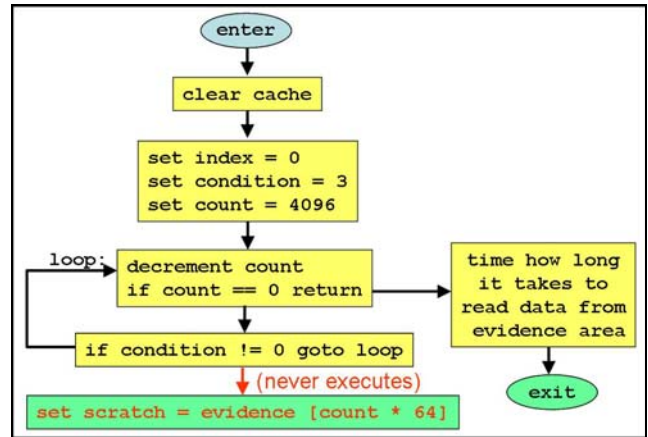 enter
clear cache
set index = 0
set condition = 3
set count = 4096
loop:
decrement count
if count == 0 return
time how long
it takes to
read data from
evidence area
if condition != 0 goto loop
(never executes)
exit
set scratch = evidence [count * 64]